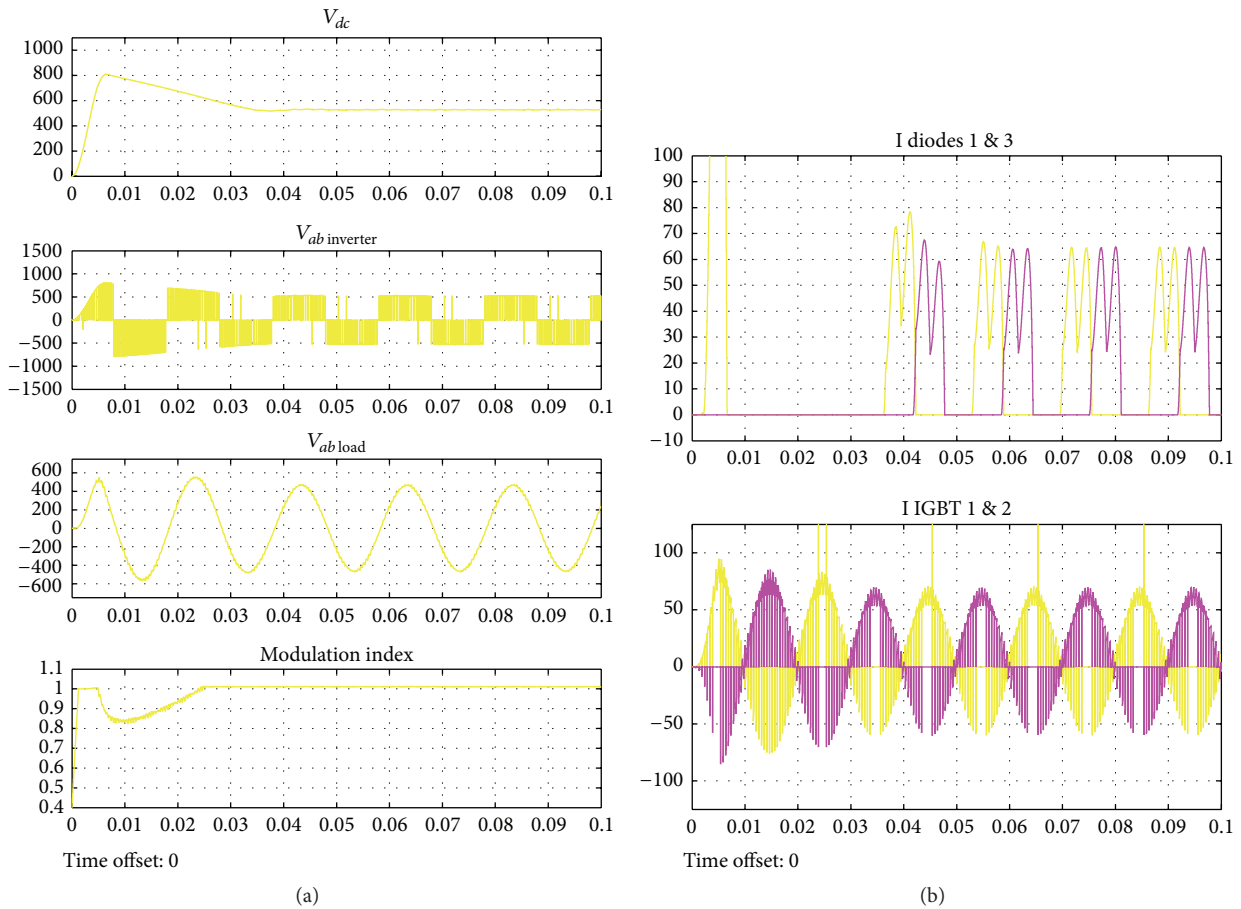 V_dc
1000
800
600
400
200
0
0 0.01 0.02 0.03 0.04 0.05 0.06 0.07 0.08 0.09 0.1
V_ab inverter
1500
1000
500
0
−500
−1000
−1500
0 0.01 0.02 0.03 0.04 0.05 0.06 0.07 0.08 0.09 0.1
V_ab load
600
400
200
0
−200
−400
−600
0 0.01 0.02 0.03 0.04 0.05 0.06 0.07 0.08 0.09 0.1
Modulation index
1.1
1
0.9
0.8
0.7
0.6
0.5
0.4
0 0.01 0.02 0.03 0.04 0.05 0.06 0.07 0.08 0.09 0.1
Time offset: 0
(a)
I diodes 1 & 3
100
90
80
70
60
50
40
30
20
10
0
−10
0 0.01 0.02 0.03 0.04 0.05 0.06 0.07 0.08 0.09 0.1
I IGBT 1 & 2
100
50
0
−50
−100
0 0.01 0.02 0.03 0.04 0.05 0.06 0.07 0.08 0.09 0.1
Time offset: 0
(b)